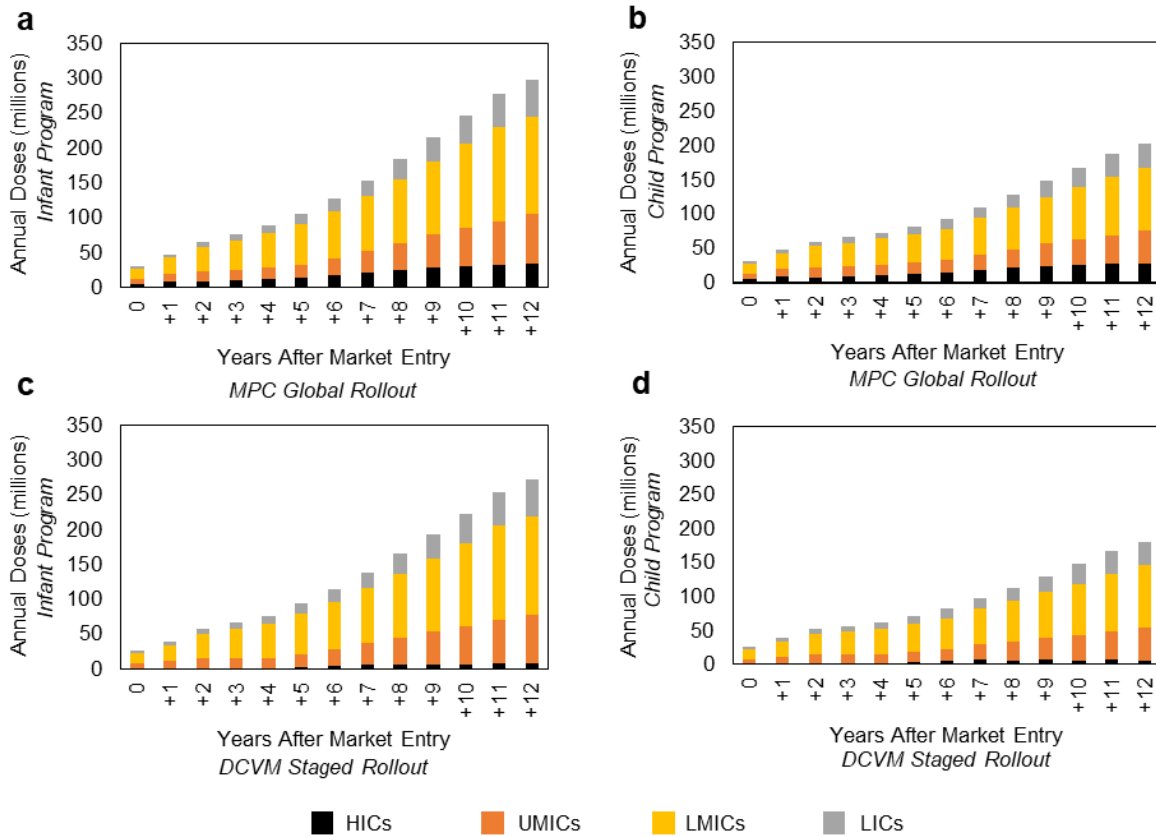 a
Annual Doses (millions)
Infant Program
350
300
250
200
150
100
50
0
0 +1 +2 +3 +4 +5 +6 +7 +8 +9 +10 +11 +12
Years After Market Entry
MPC Global Rollout
b
Annual Doses (millions)
Child Program
350
300
250
200
150
100
50
0
0 +1 +2 +3 +4 +5 +6 +7 +8 +9 +10 +11 +12
Years After Market Entry
MPC Global Rollout
c
Annual Doses (millions)
Infant Program
350
300
250
200
150
100
50
0
0 +1 +2 +3 +4 +5 +6 +7 +8 +9 +10 +11 +12
Years After Market Entry
DCVM Staged Rollout
d
Annual Doses (millions)
Child Program
350
300
250
200
150
100
50
0
0 +1 +2 +3 +4 +5 +6 +7 +8 +9 +10 +11 +12
Years After Market Entry
DCVM Staged Rollout
HICs UMICs LMICs LICs